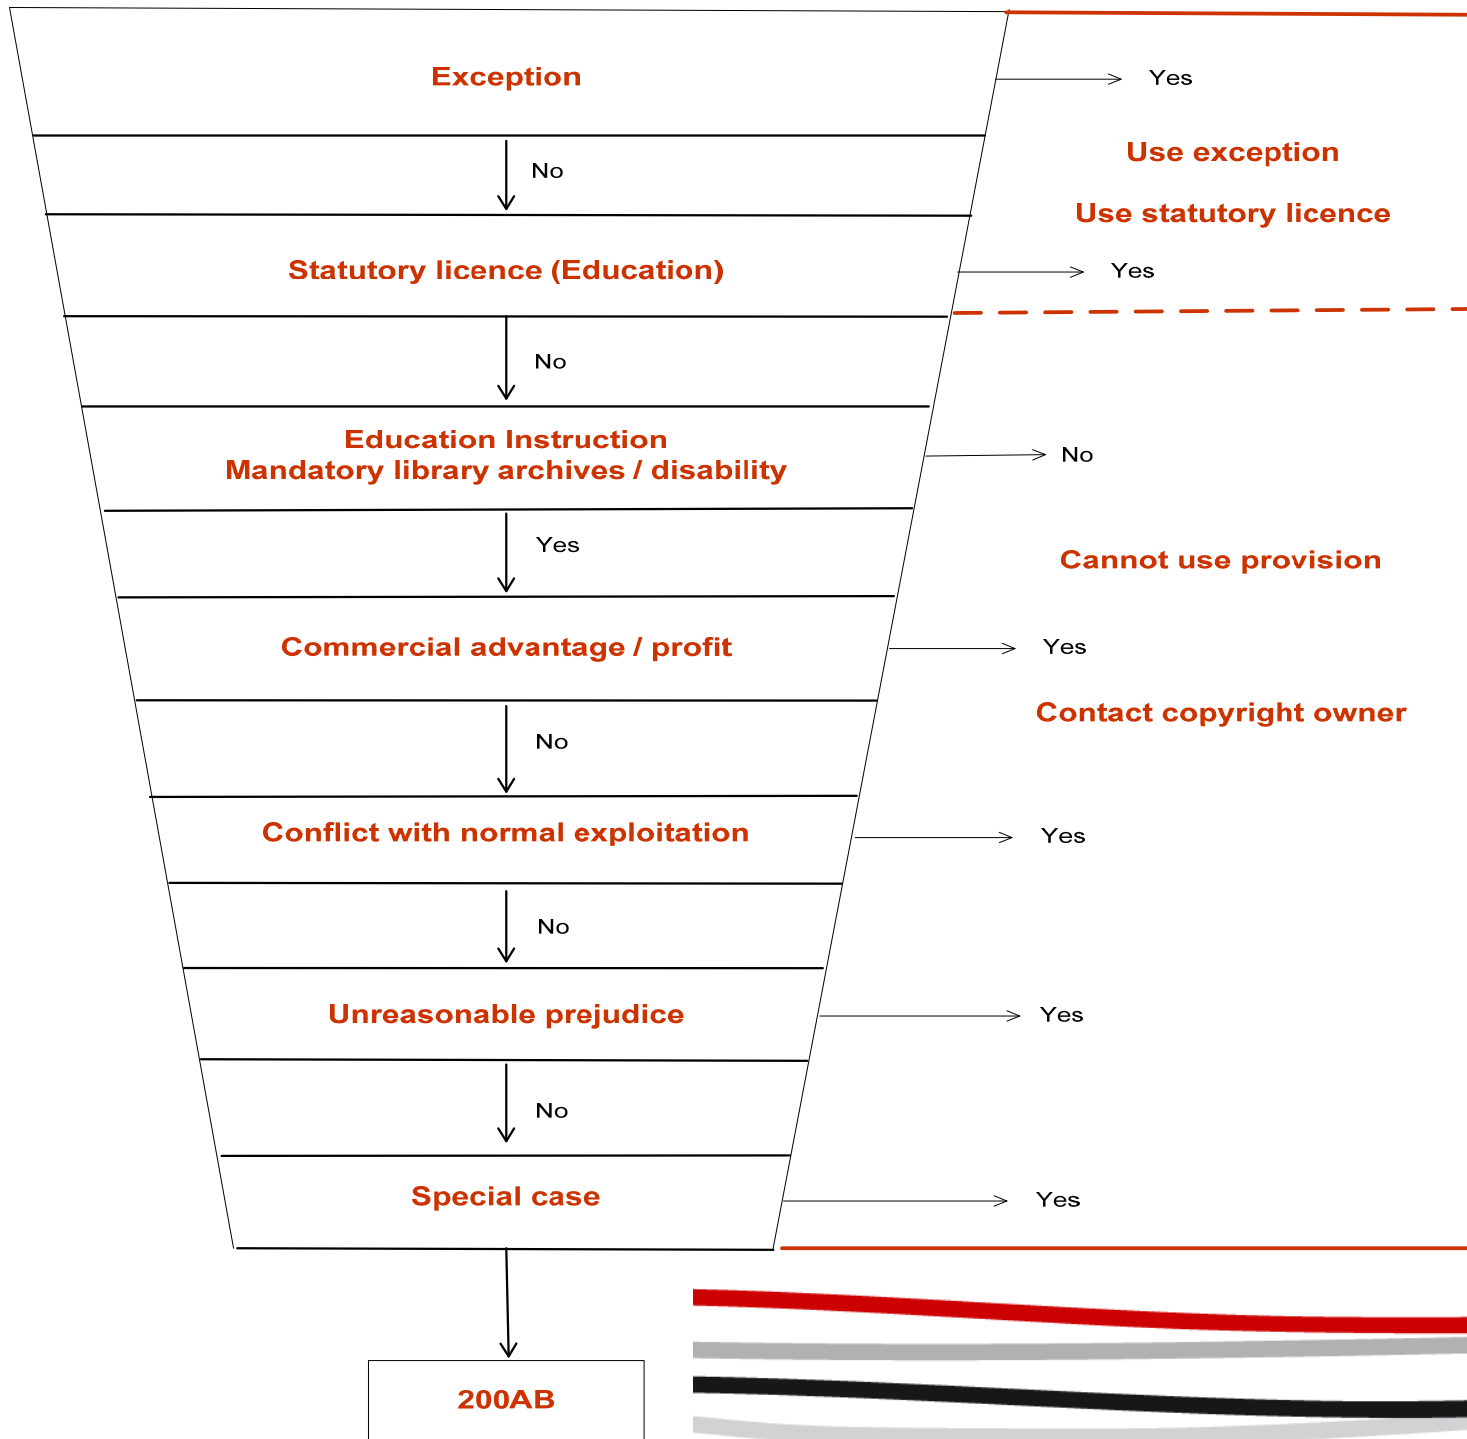 Exception
Yes
Use exception
No
Use statutory licence
Statutory licence (Education)
Yes
No
Education Instruction
Mandatory library archives / disability
No
Yes
Cannot use provision
Commercial advantage / profit
Yes
Contact copyright owner
No
Conflict with normal exploitation
Yes
No
Unreasonable prejudice
Yes
No
Special case
Yes
200AB